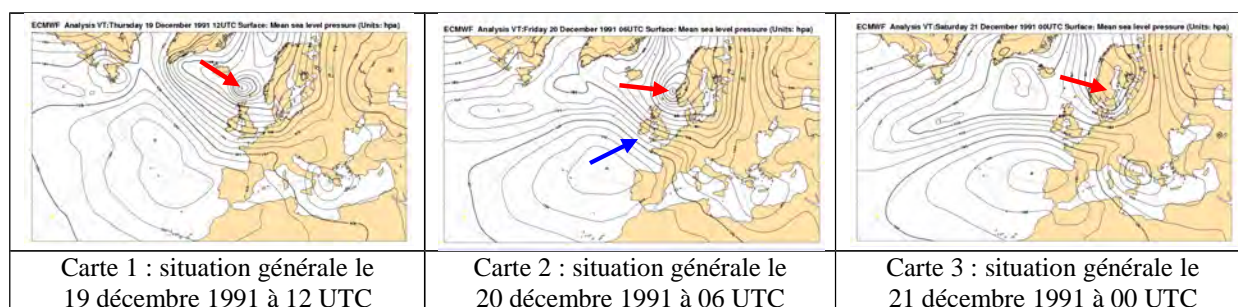 ECMWF Analysis VT:Thursday 19 December 1991 12UTC Surface: Mean sea level pressure (Units: hpa)
ECMWF Analysis VT:Friday 20 December 1991 06UTC Surface: Mean sea level pressure (Units: hpa)
ECMWF Analysis VT:Saturday 21 December 1991 00UTC Surface: Mean sea level pressure (Units: hpa)
Carte 1 : situation générale le
19 décembre 1991 à 12 UTC
Carte 2 : situation générale le
20 décembre 1991 à 06 UTC
Carte 3 : situation générale le
21 décembre 1991 à 00 UTC